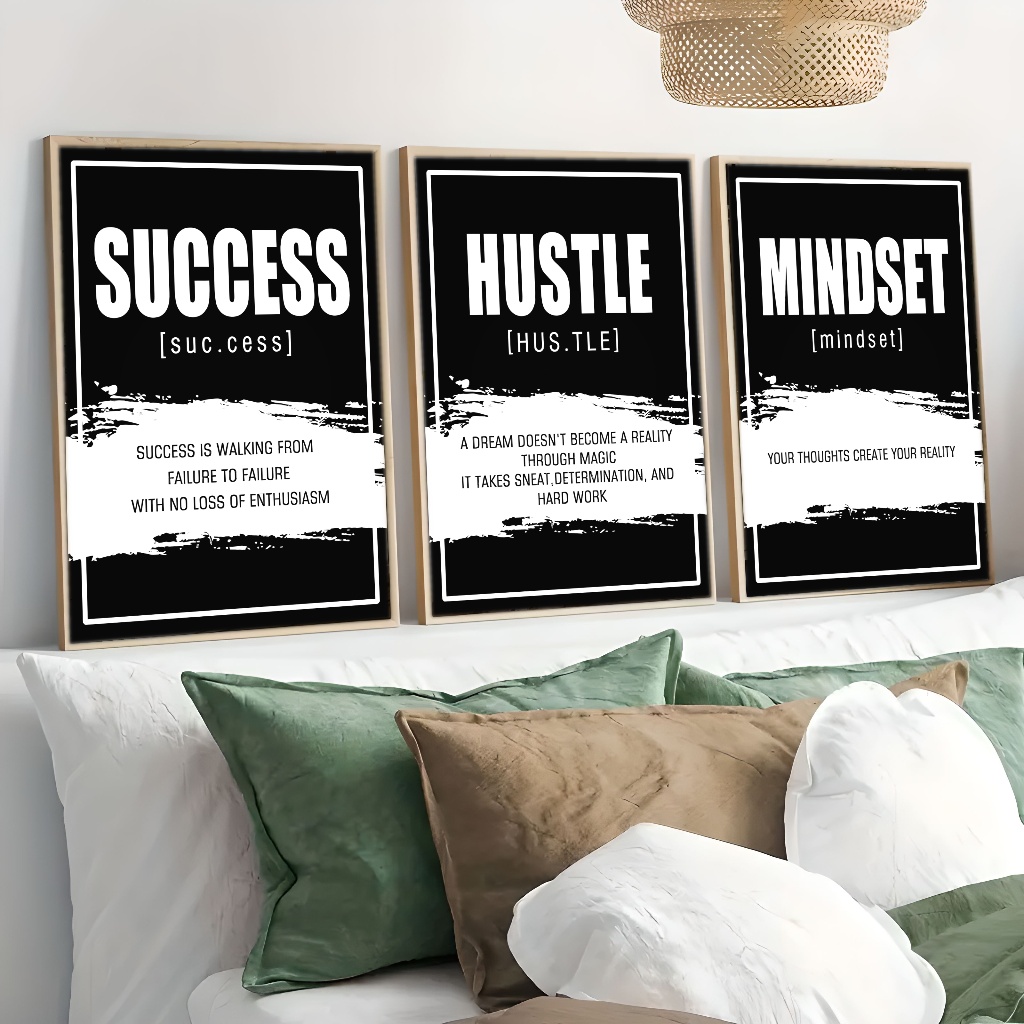 SUCCESS
[suc.cess]
SUCCESS IS WALKING FROM
FAILURE TO FAILURE
WITH NO LOSS OF ENTHUSIASM
HUSTLE
[HUS.TLE]
A DREAM DOESN'T BECOME A REALITY
THROUGH MAGIC
IT TAKES SNEAT,DETERMINATION, AND
HARD WORK
MINDSET
[mindset]
YOUR THOUGHTS CREATE YOUR REALITY